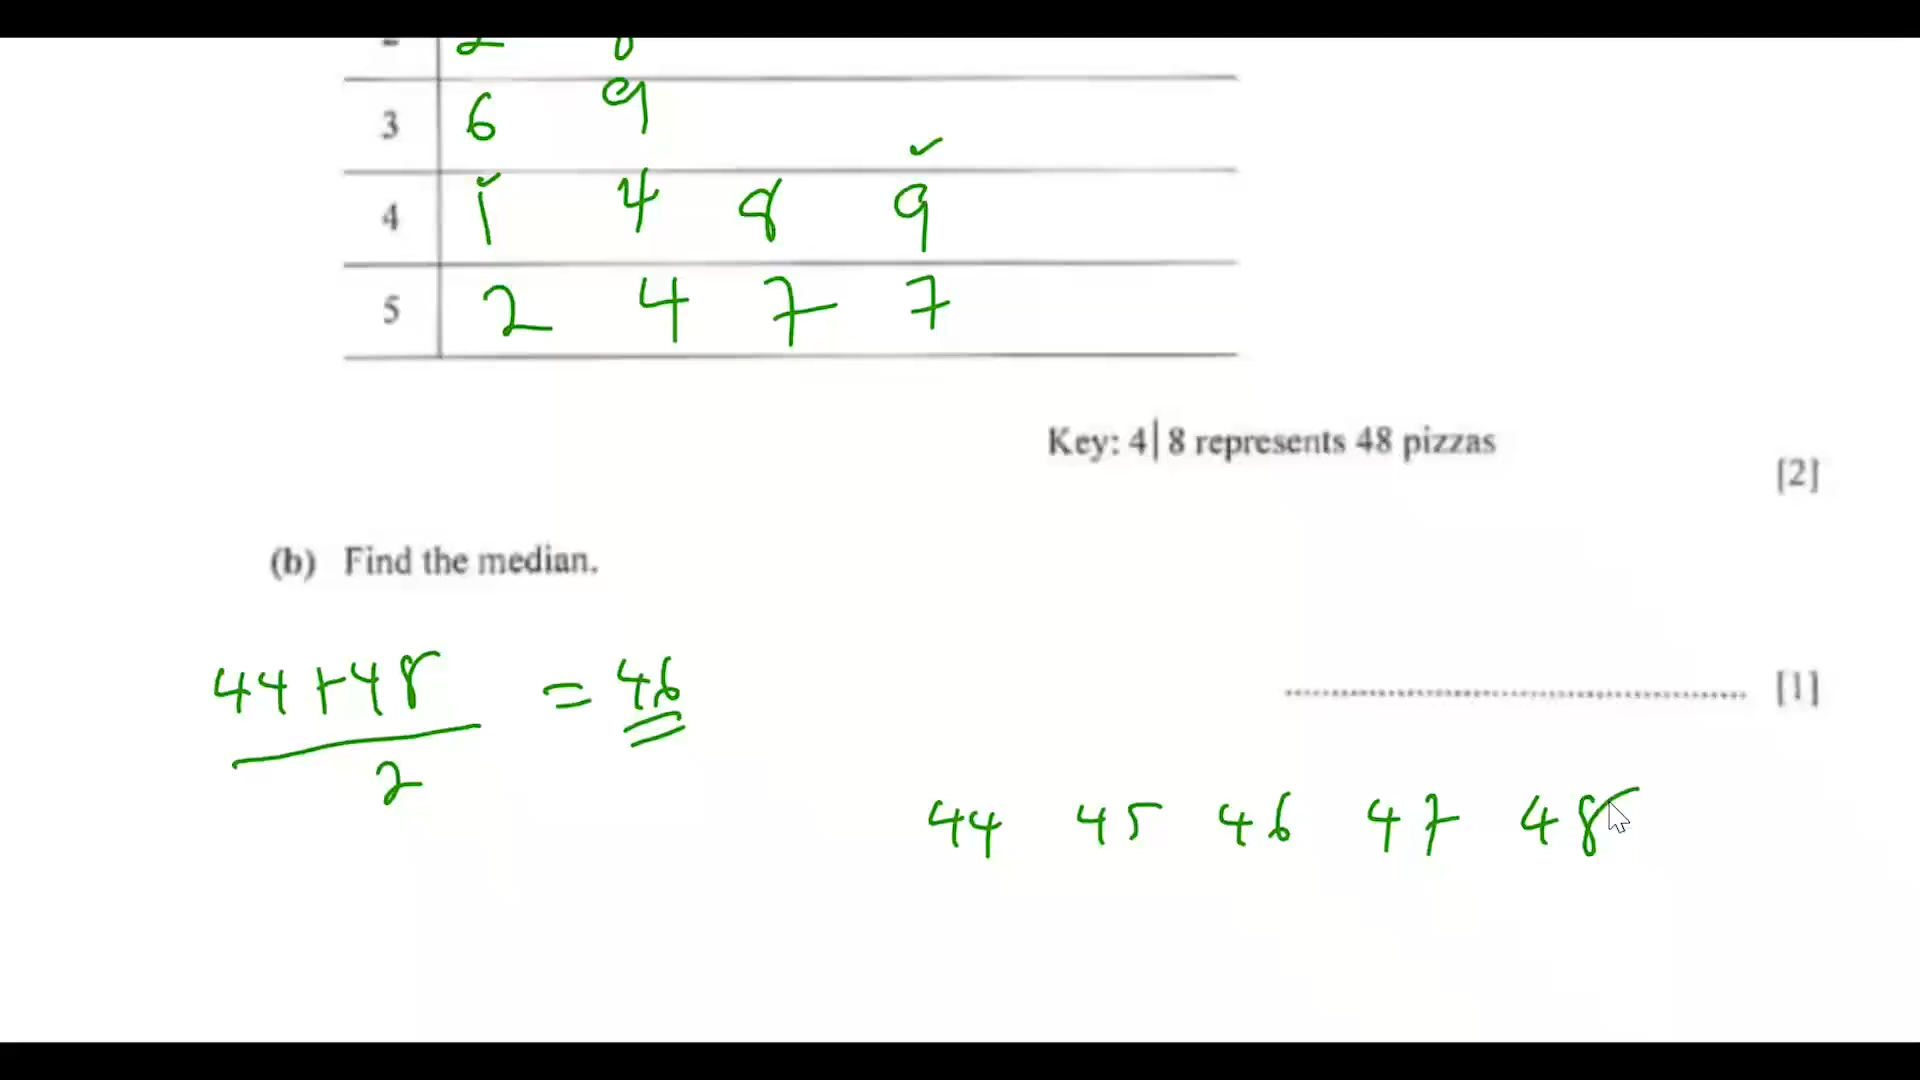 3 6 9
4 1 4 8 9
5 2 4 7 7
Key: 4|8 represents 48 pizzas
[2]
(b) Find the median.
44+48
= 46
2
[1]
44 45 46 47 48